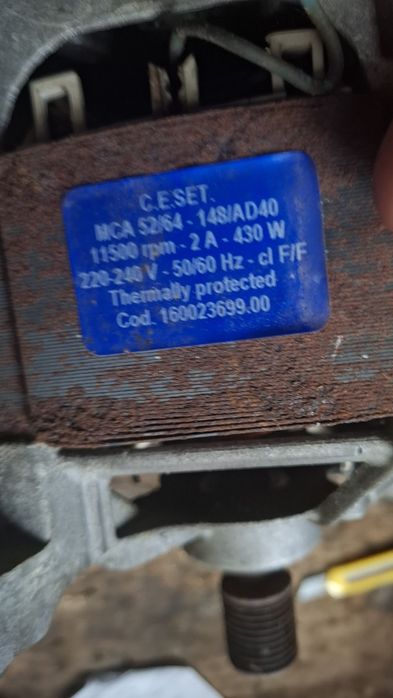 C.E.SET.
MCA 52/64 - 148/AD40
11500 rpm - 2 A - 430 W
220-240 V - 50/60 Hz - cl F/F
Thermally protected
Cod. 160023699.00